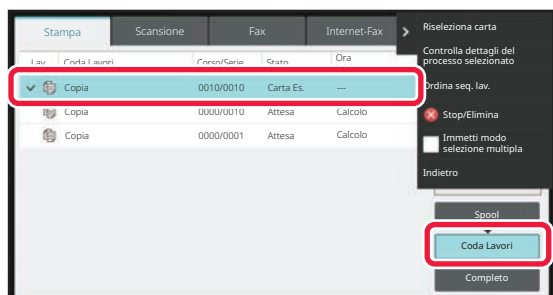 Stampa Scansione Fax Internet-Fax
Riseleziona carta
Controlla dettagli del
processo selezionato
Ordina seq. lav.
Stop/Elimina
Immetti modo
selezione multipla
Indietro
Lav. Coda Lavori Corso/Serie Stato Ora
Copia 0010/0010 Carta Es. ---
Copia 0000/0010 Attesa Calcolo
Copia 0000/0001 Attesa Calcolo
Spool
Coda Lavori
Completo